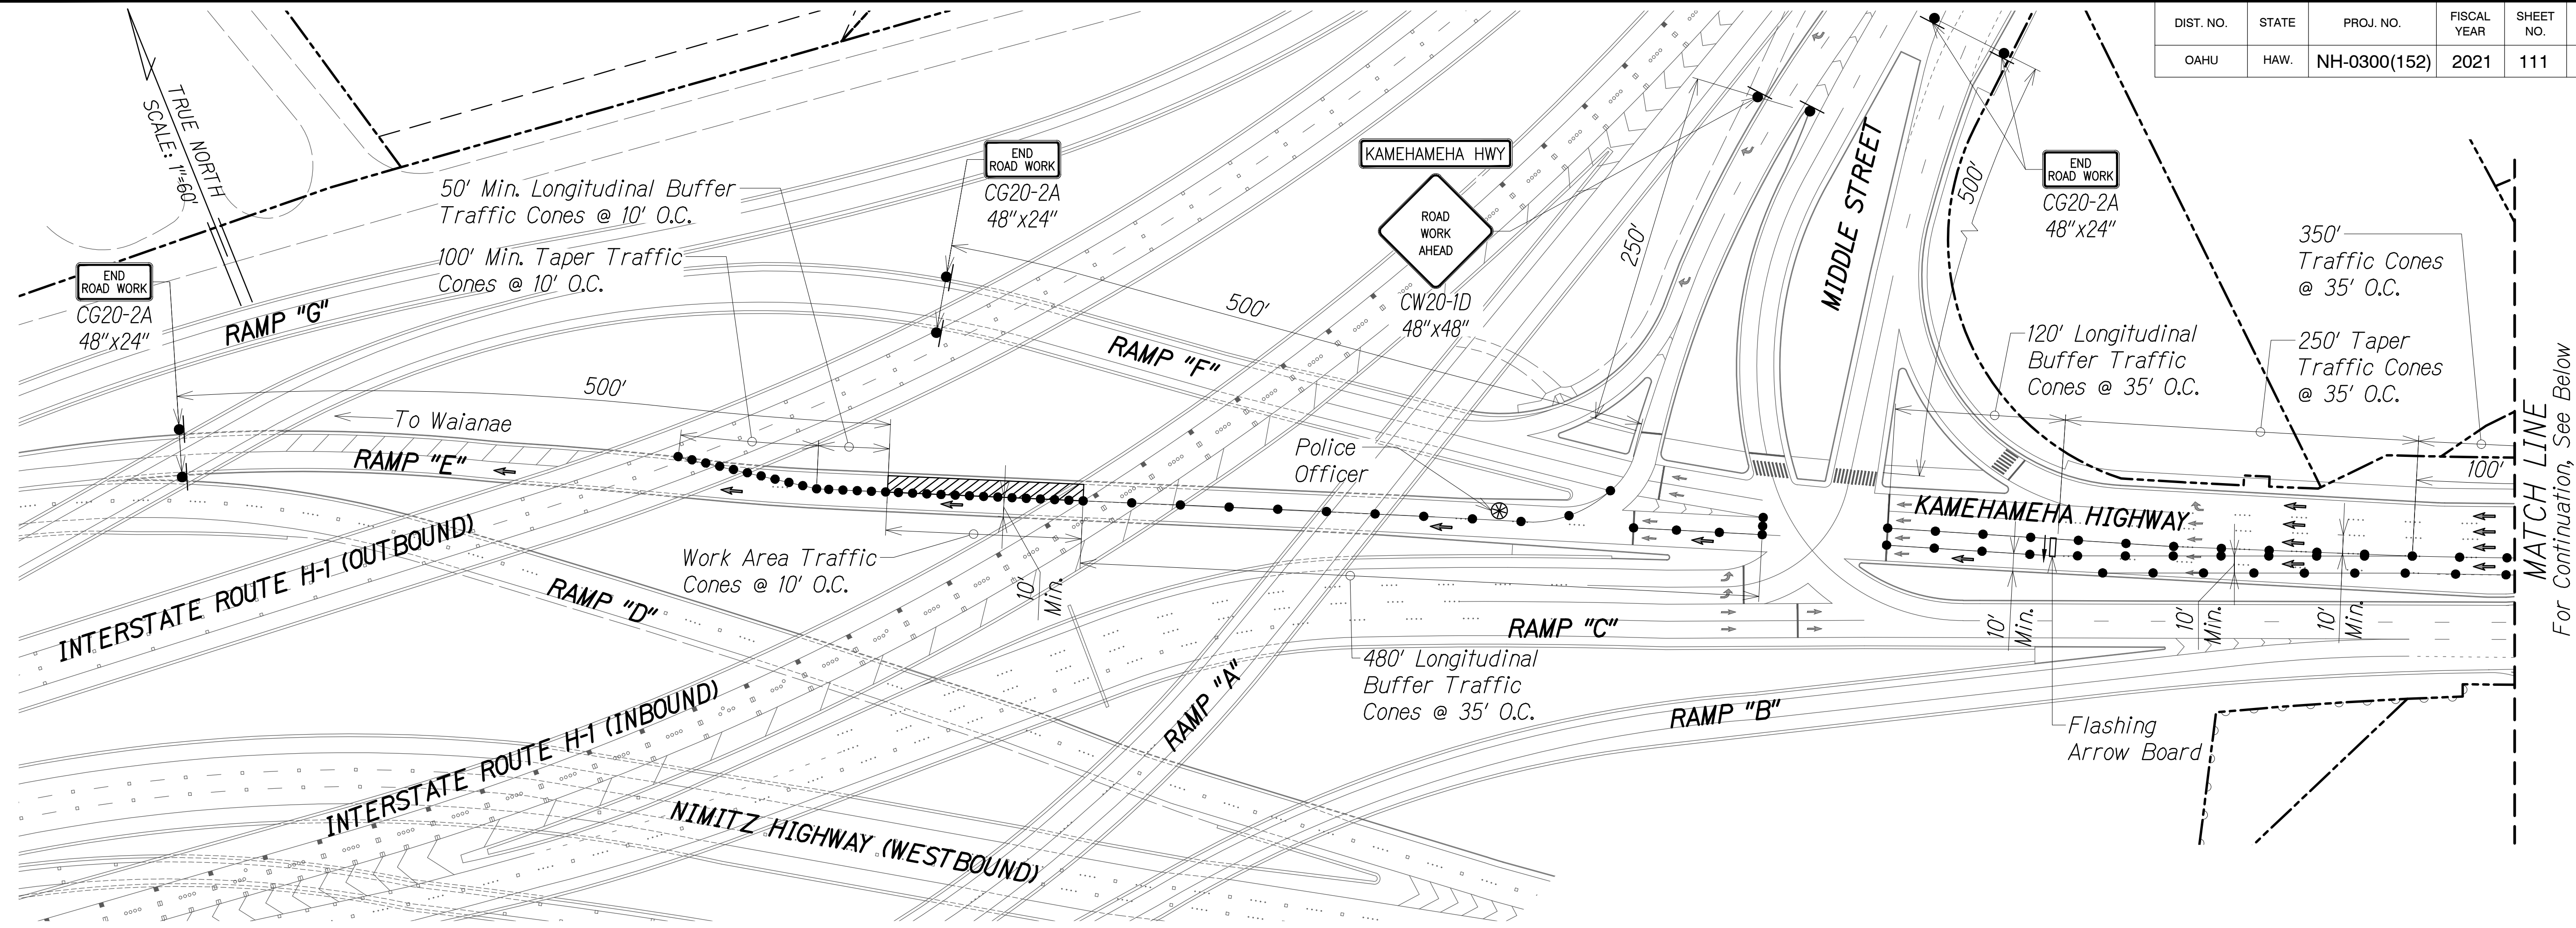 DIST. NO.
STATE
PROJ. NO.
FISCAL
YEAR
SHEET
NO.
OAHU
HAW.
NH-0300(152)
2021
111
TRUE NORTH
SCALE: 1"=60'
50' Min. Longitudinal Buffer
Traffic Cones @ 10' O.C.
100' Min. Taper Traffic
Cones @ 10' O.C.
END
ROAD WORK
CG20-2A
48"x24"
RAMP "G"
END
ROAD WORK
CG20-2A
48"x24"
KAMEHAMEHA HWY
ROAD
WORK
AHEAD
CW20-1D
48"x48"
250'
MIDDLE STREET
500'
END
ROAD WORK
CG20-2A
48"x24"
350'
Traffic Cones
@ 35' O.C.
120' Longitudinal
Buffer Traffic
Cones @ 35' O.C.
250' Taper
Traffic Cones
@ 35' O.C.
500'
RAMP "F"
500'
To Waianae
RAMP "E"
Police
Officer
100'
KAMEHAMEHA HIGHWAY
MATCH LINE
For Continuation, See Below
Work Area Traffic
Cones @ 10' O.C.
10'
Min.
INTERSTATE ROUTE H-1 (OUTBOUND)
RAMP "D"
RAMP "C"
10'
Min.
10'
Min.
10'
Min.
480' Longitudinal
Buffer Traffic
Cones @ 35' O.C.
RAMP "A"
RAMP "B"
Flashing
Arrow Board
INTERSTATE ROUTE H-1 (INBOUND)
NIMITZ HIGHWAY (WESTBOUND)